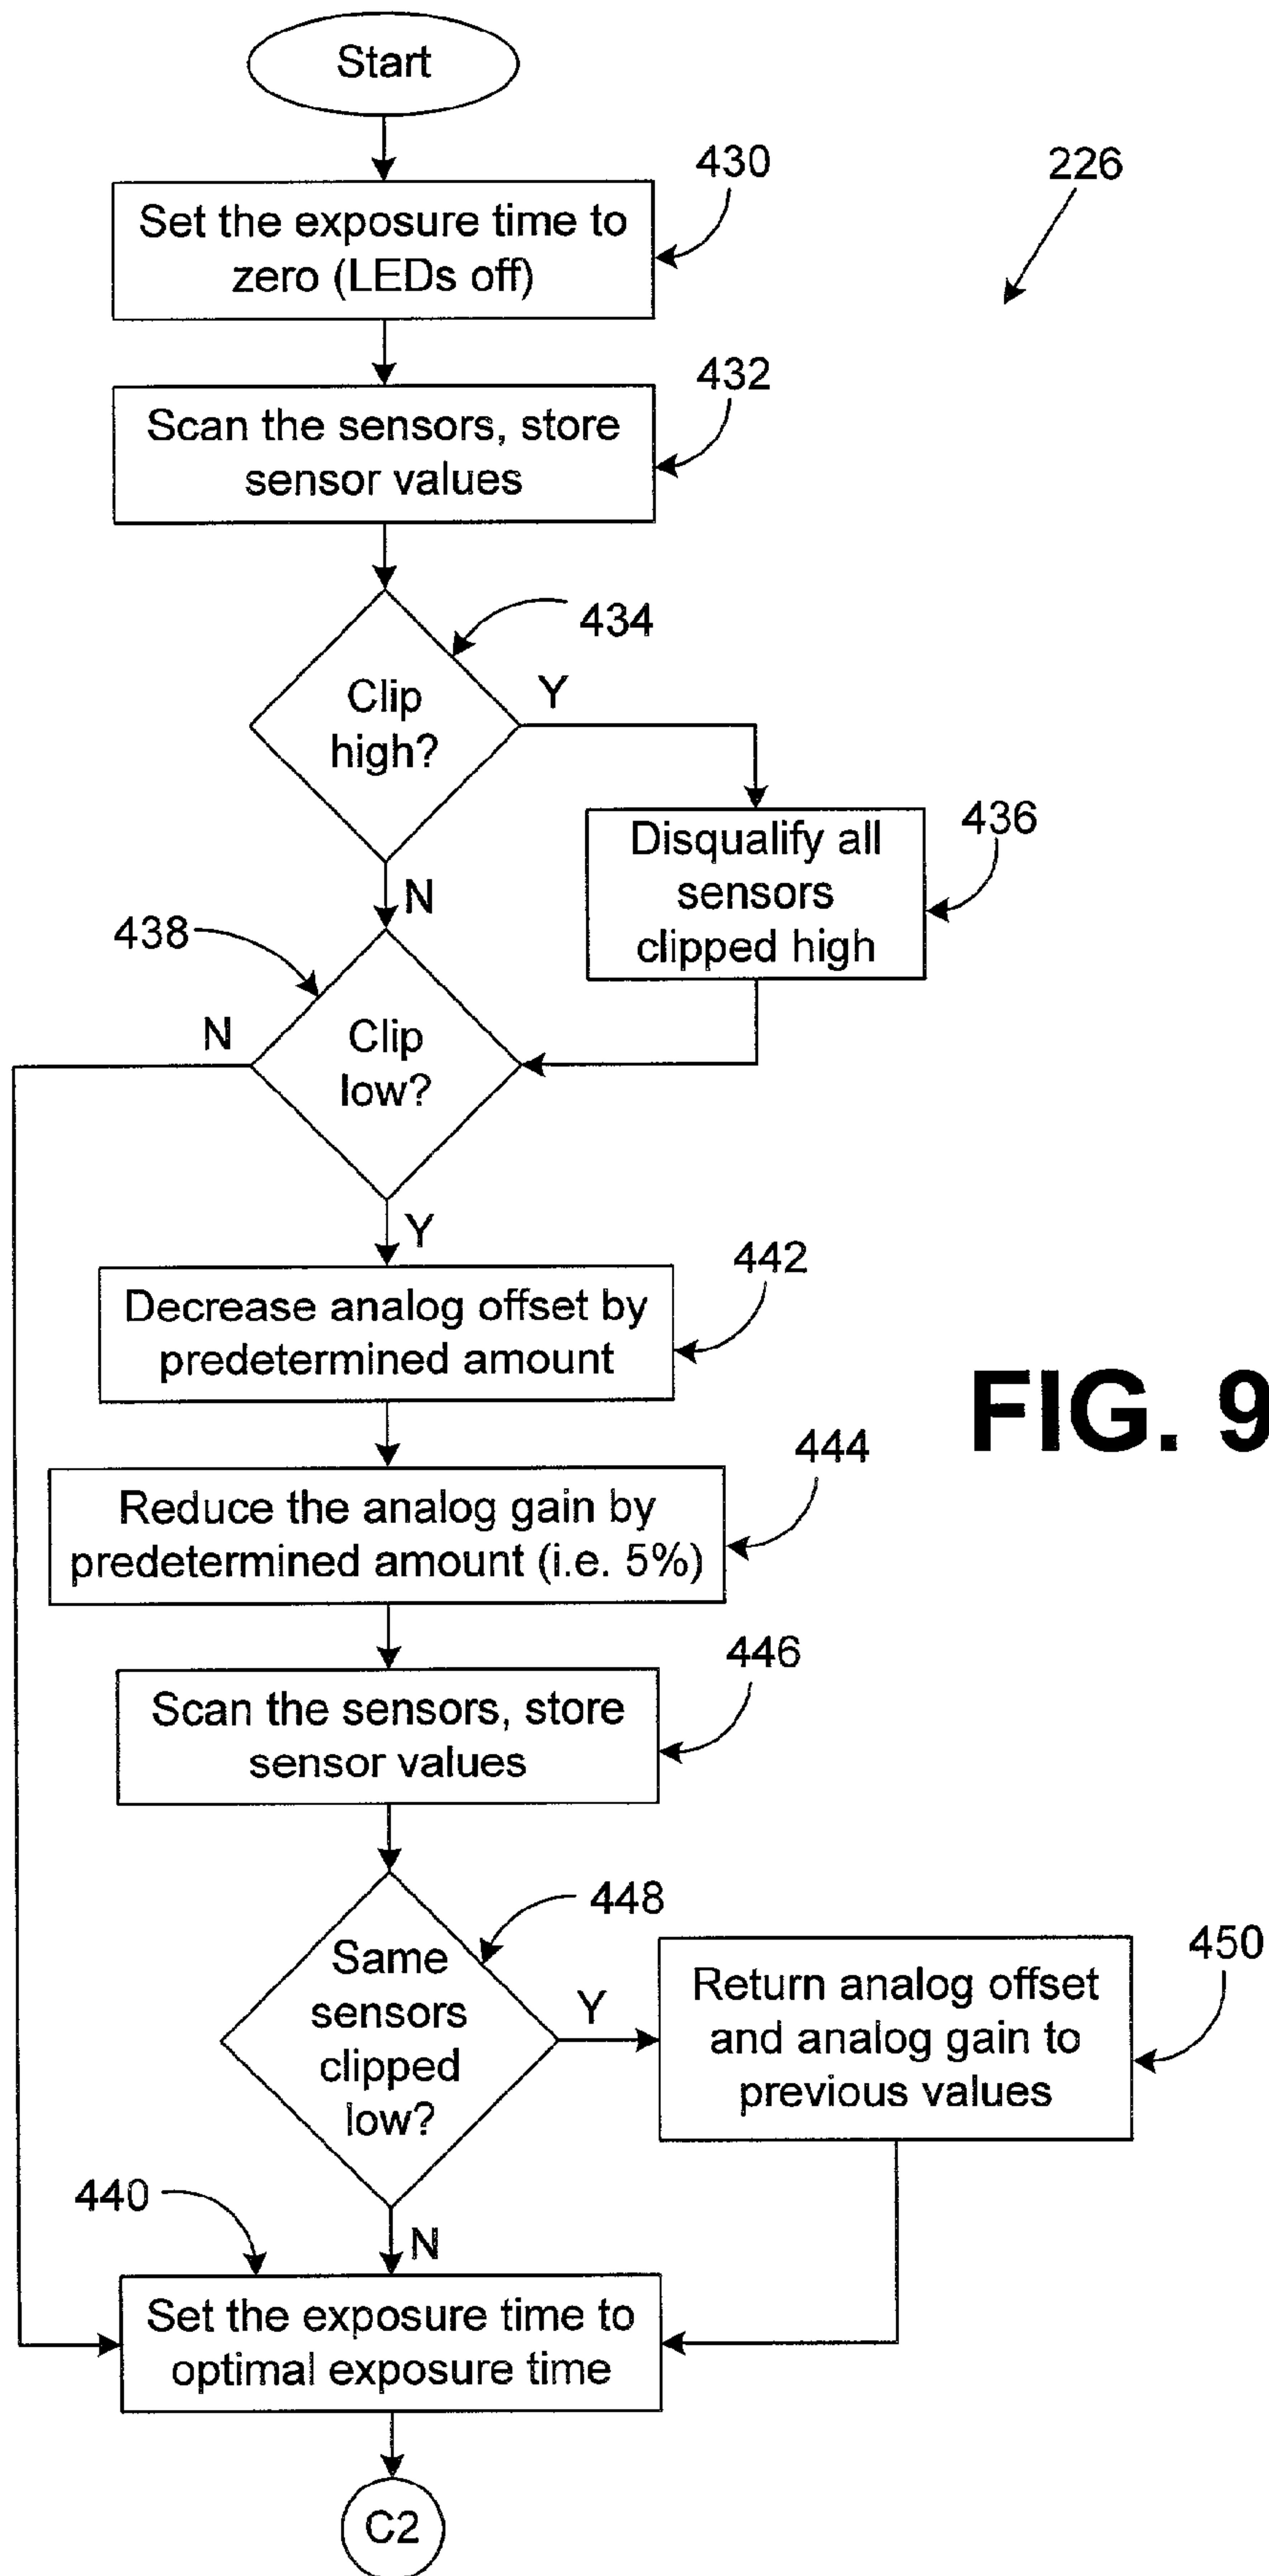 Start
430
226
Set the exposure time to
zero (LEDs off)
432
Scan the sensors, store
sensor values
434
Clip
high?
Y
436
Disqualify all
sensors
clipped high
N
438
N
Clip
low?
Y
442
Decrease analog offset by
predetermined amount
FIG. 9
444
Reduce the analog gain by
predetermined amount (i.e. 5%)
446
Scan the sensors, store
sensor values
448
Same
sensors
clipped
low?
Y
450
Return analog offset
and analog gain to
previous values
440
N
Set the exposure time to
optimal exposure time
C2